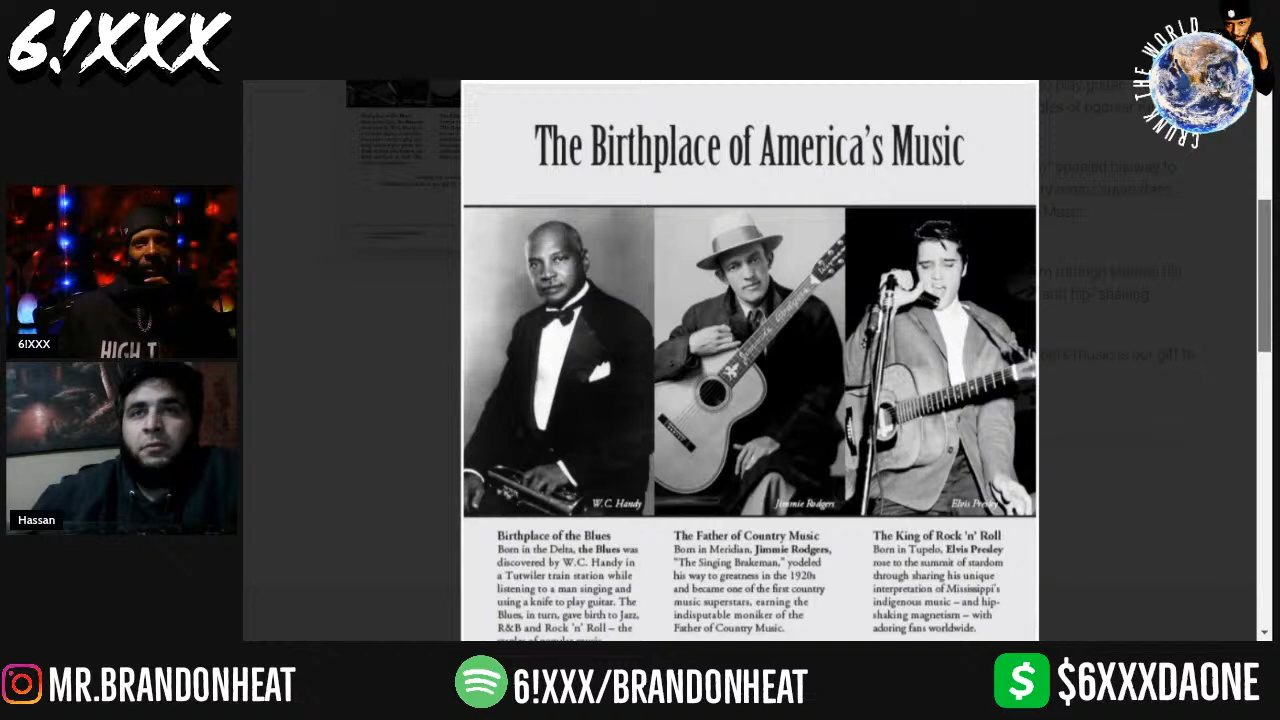 6!XXX
CRUNK THE WORLD
The Birthplace of America's Music
6!XXX
HIGH T
Hassan
W.C. Handy
Jimmie Rodgers
Elvis Presley
Birthplace of the Blues
Born in the Delta, the Blues was
discovered by W.C. Handy in
a Tutwiler train station while
listening to a man singing and
using a knife to play guitar. The
Blues, in turn, gave birth to Jazz,
R&B and Rock 'n' Roll – the
The Father of Country Music
Born in Meridian, Jimmie Rodgers,
"The Singing Brakeman," yodeled
his way to greatness in the 1920s
and became one of the first country
music superstars, earning the
indisputable moniker of the
Father of Country Music.
The King of Rock 'n' Roll
Born in Tupelo, Elvis Presley
rose to the summit of stardom
through sharing his unique
interpretation of Mississippi's
indigenous music – and hip-
shaking magnetism – with
adoring fans worldwide.
MR.BRANDONHEAT
6!XXX/BRANDONHEAT
$ $6XXXDAONE